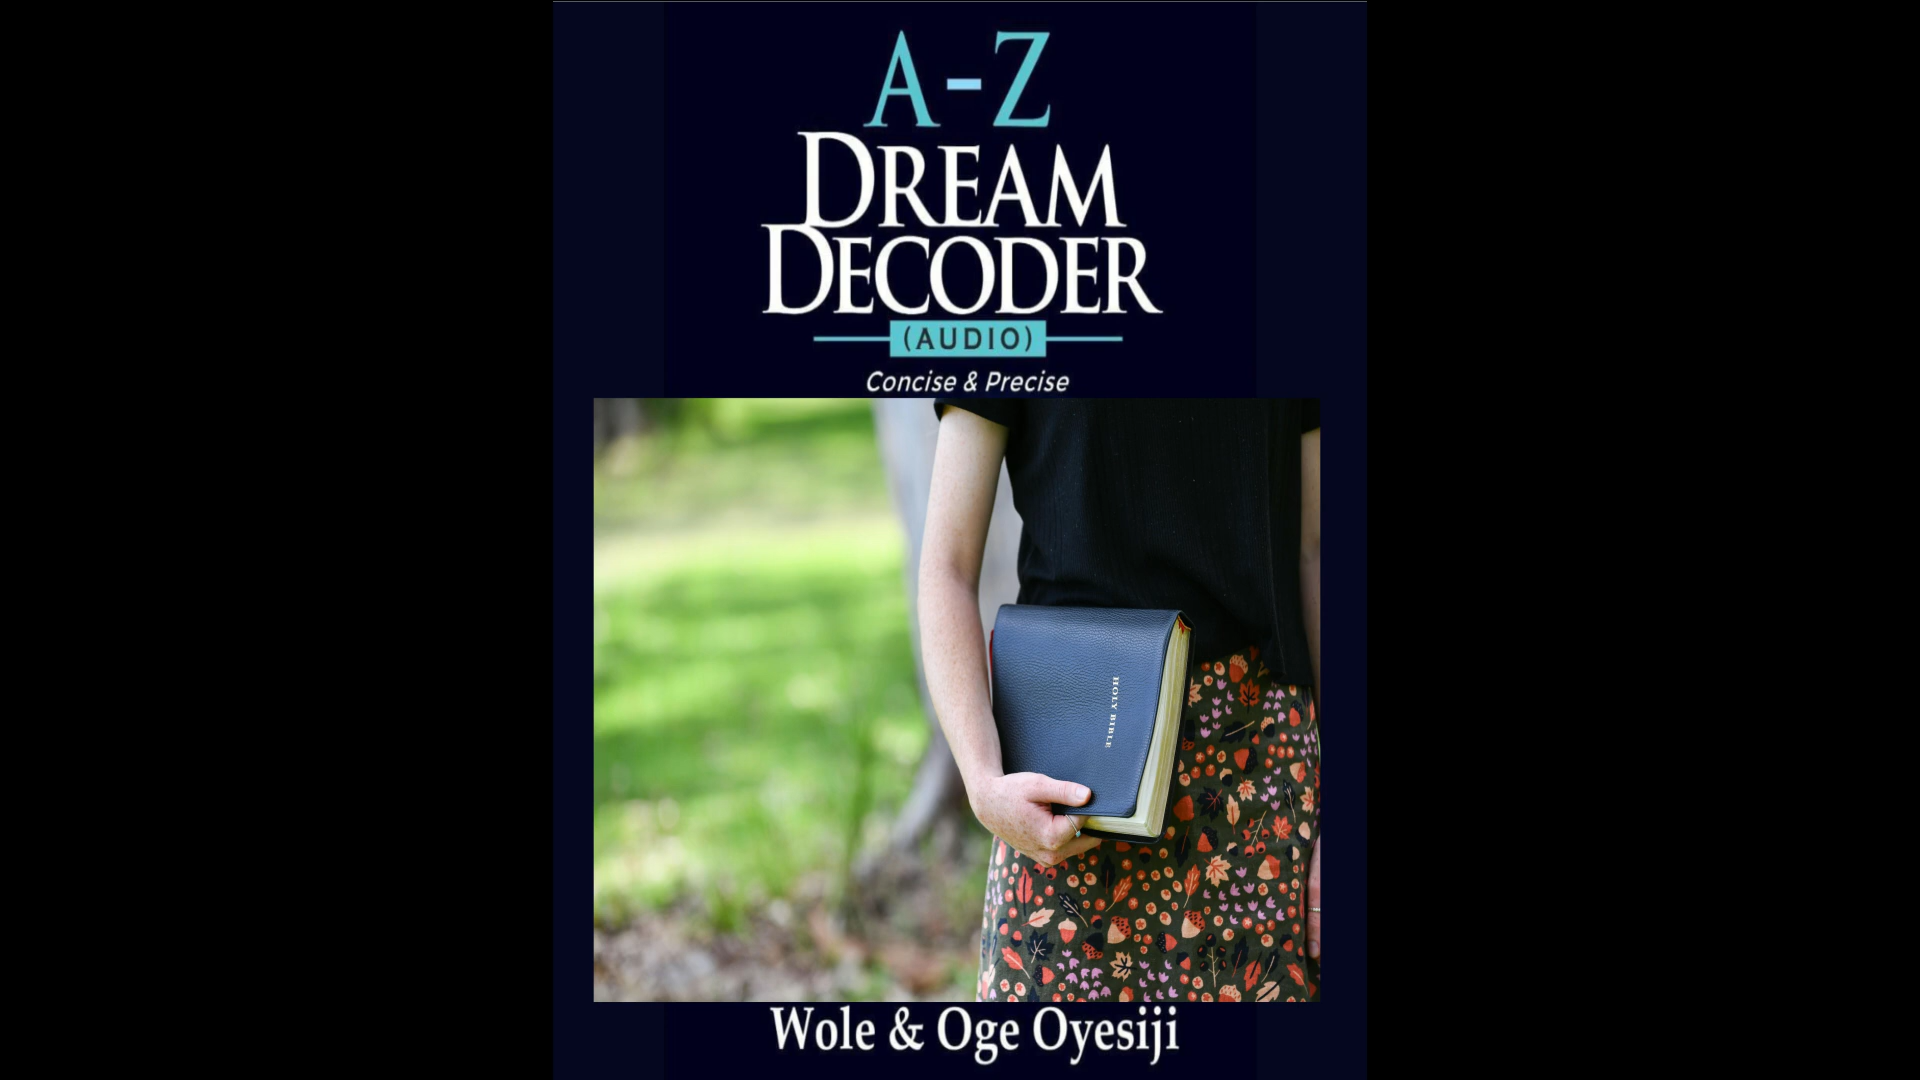 A-Z
DREAM
DECODER
(AUDIO)
Concise & Precise
HOLY BIBLE
Wole & Oge Oyesiji